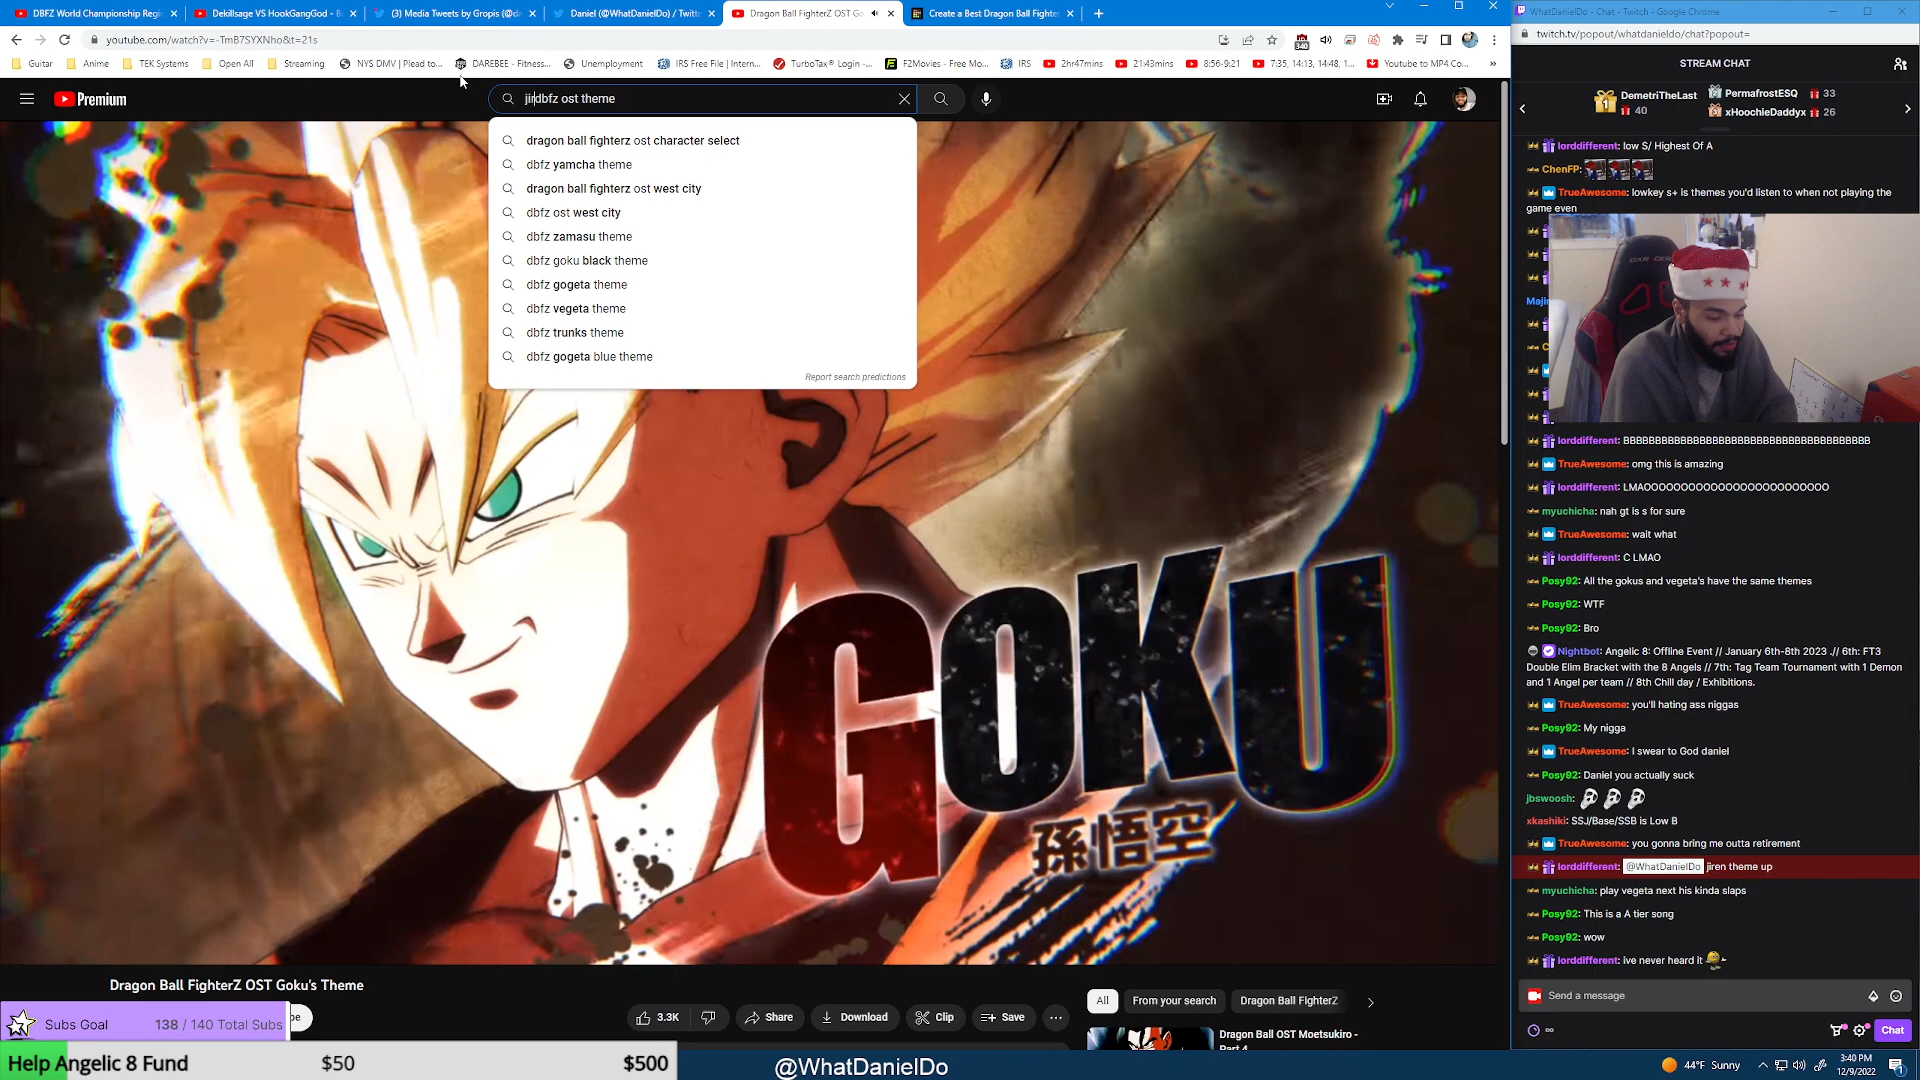 DBFZ World Championship Regi
Dekillsage VS HookGangGod - B
(3) Media Tweets by Gropis (@da
Daniel (@WhatDanielDo) / Twitt
Dragon Ball FighterZ OST Go
Create a Best Dragon Ball Fighte
youtube.com/watch?v=-TmB7SYXNho&t=21s
340
Guitar
Anime
TEK Systems
Open All
Streaming
NYS DMV | Plead to...
DAREBEE - Fitness...
Unemployment
IRS Free File | Intern...
TurboTax® Login -...
F2Movies - Free Mo...
IRS
2hr47mins
21:43mins
8:56-9:21
7:35, 14:13, 14:48, 1...
Youtube to MP4 Co...
»
Premium
jirdbfz ost theme
dragon ball fighterz ost character select
dbfz yamcha theme
dragon ball fighterz ost west city
dbfz ost west city
dbfz zamasu theme
dbfz goku black theme
dbfz gogeta theme
dbfz vegeta theme
dbfz trunks theme
dbfz gogeta blue theme
Report search predictions
GOKU
孫悟空
Dragon Ball FighterZ OST Goku's Theme
3.3K
Share
Download
Clip
Save
All
From your search
Dragon Ball FighterZ
Dragon Ball OST Moetsukiro -
Part 4
Subs Goal
138 / 140 Total Subs
Help Angelic 8 Fund
$50
$500
@WhatDanielDo
WhatDanielDo - Chat - Twitch - Google Chrome
twitch.tv/popout/whatdanieldo/chat?popout=
STREAM CHAT
1
DemetriTheLast
40
PermafrostESQ
33
xHoochieDaddyx
26
lorddifferent: low S/ Highest Of A
ChenFP:
TrueAwesome: lowkey s+ is themes you'd listen to when not playing the
game even
Maji
lorddifferent: BBBBBBBBBBBBBBBBBBBBBBBBBBBBBBBBBBBBBB
TrueAwesome: omg this is amazing
lorddifferent: LMAOOOOOOOOOOOOOOOOOOOOOOOOO
myuchicha: nah gt is s for sure
TrueAwesome: wait what
lorddifferent: C LMAO
Posy92: All the gokus and vegeta's have the same themes
Posy92: WTF
Posy92: Bro
Nightbot: Angelic 8: Offline Event // January 6th-8th 2023 .// 6th: FT3
Double Elim Bracket with the 8 Angels // 7th: Tag Team Tournament with 1 Demon
and 1 Angel per team // 8th Chill day / Exhibitions.
TrueAwesome: you'll hating ass niggas
Posy92: My nigga
TrueAwesome: I swear to God daniel
Posy92: Daniel you actually suck
jbswoosh:
xkashiki: SSJ/Base/SSB is Low B
TrueAwesome: you gonna bring me outta retirement
lorddifferent: @WhatDanielDo jiren theme up
myuchicha: play vegeta next his kinda slaps
Posy92: This is a A tier song
Posy92: wow
lorddifferent: ive never heard it
Send a message
Chat
44°F Sunny
3:40 PM
12/9/2022